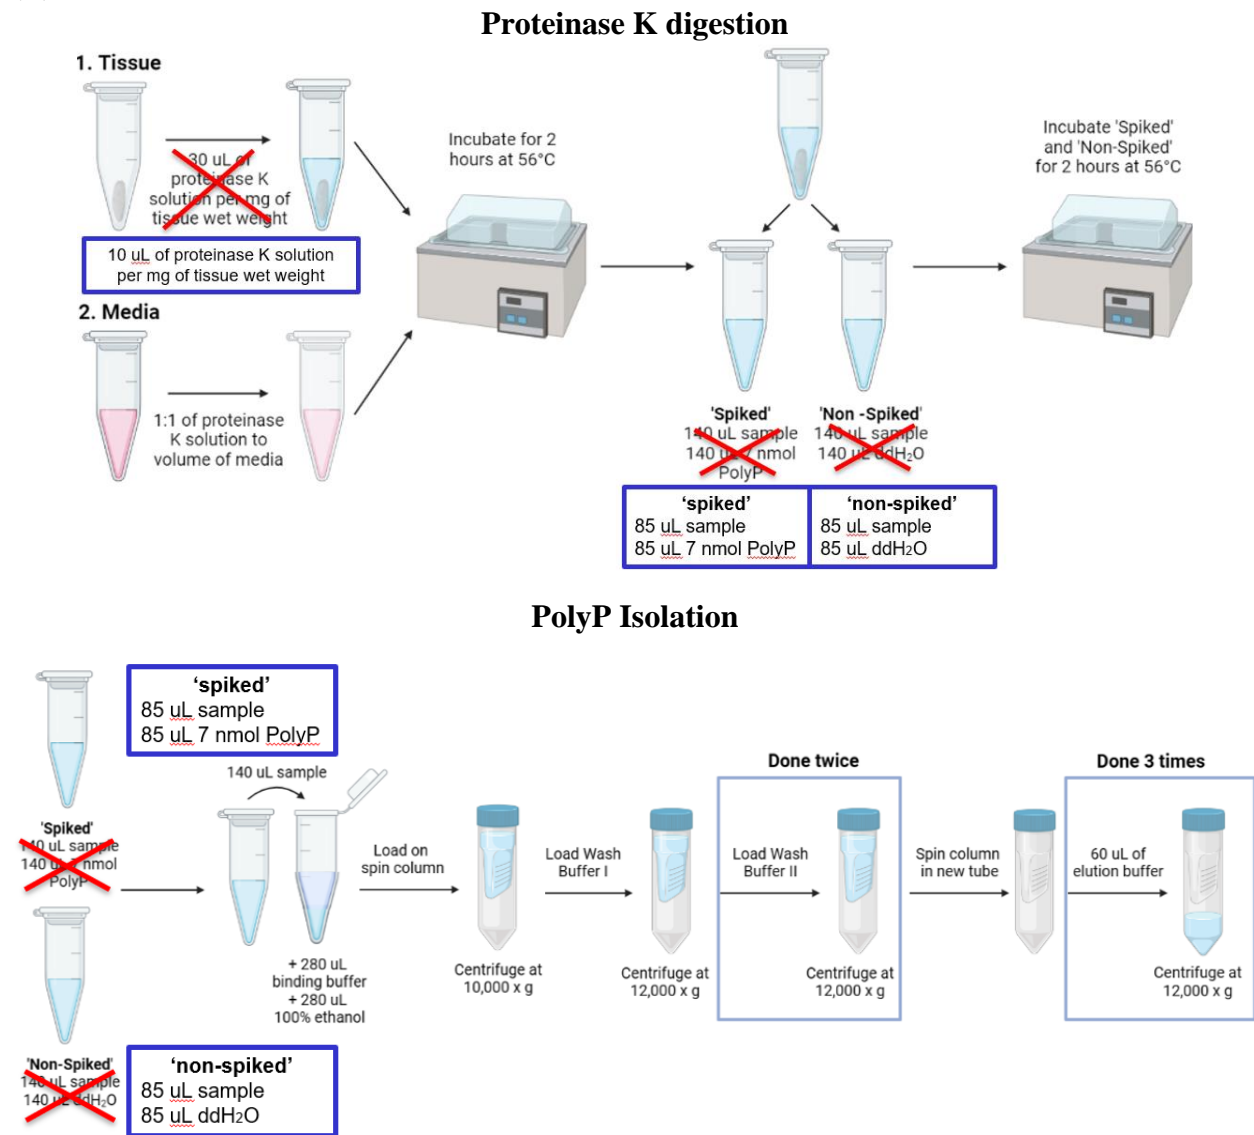 Proteinase K digestion
1. Tissue
30 uL of
proteinase K
solution per mg of
tissue wet weight
10 uL of proteinase K solution
per mg of tissue wet weight
2. Media
1:1 of proteinase
K solution to
volume of media
Incubate for 2
hours at 56°C
'Spiked'
140 uL sample
140 uL 7 nmol
PolyP
'Non -Spiked'
140 uL sample
140 uL ddH₂O
‘spiked’
85 uL sample
85 uL 7 nmol PolyP
‘non-spiked’
85 uL sample
85 uL ddH2O
Incubate 'Spiked'
and 'Non-Spiked'
for 2 hours at 56°C
PolyP Isolation
‘spiked’
85 uL sample
85 uL 7 nmol PolyP
'Spiked'
140 uL sample
140 uL 7 nmol
PolyP
'Non-Spiked'
140 uL sample
140 uL ddH₂O
‘non-spiked’
85 uL sample
85 uL ddH2O
140 uL sample
+ 280 uL
binding buffer
+ 280 uL
100% ethanol
Load on
spin column
Centrifuge at
10,000 x g
Load Wash
Buffer I
Centrifuge at
12,000 x g
Done twice
Load Wash
Buffer II
Centrifuge at
12,000 x g
Spin column
in new tube
Done 3 times
60 uL of
elution buffer
Centrifuge at
12,000 x g